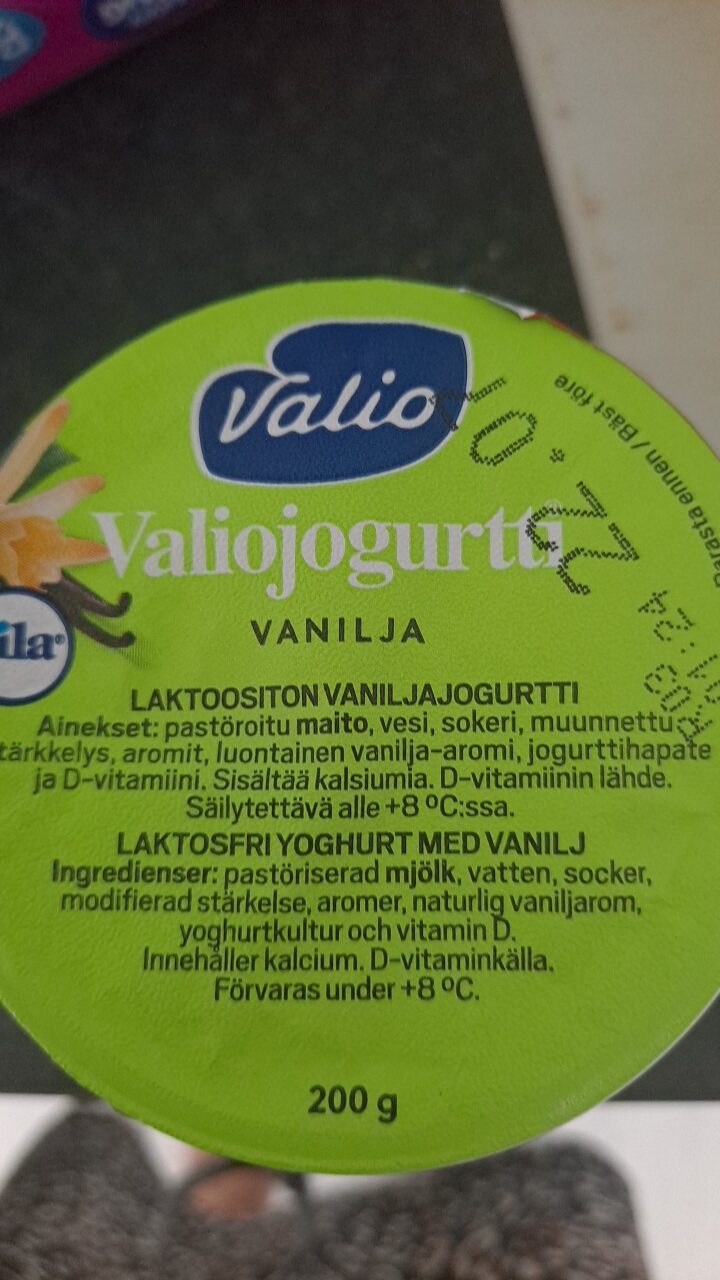 Valio
Valiojogurtti®
VANILJA
ila®
LAKTOOSITON VANILJAJOGURTTI
Ainekset: pastöroitu maito, vesi, sokeri, muunnettu
tärkkelys, aromit, luontainen vanilja-aromi, jogurttihapate
ja D-vitamiini. Sisältää kalsiumia. D-vitamiinin lähde.
Säilytettävä alle +8 ºC:ssa.
LAKTOSFRI YOGHURT MED VANILJ
Ingredienser: pastöriserad mjölk, vatten, socker,
modifierad stärkelse, aromer, naturlig vaniljarom,
yoghurtkultur och vitamin D.
Innehåller kalcium. D-vitaminkälla.
Förvaras under +8 ºC.
200 g
Parasta ennen / Bäst före